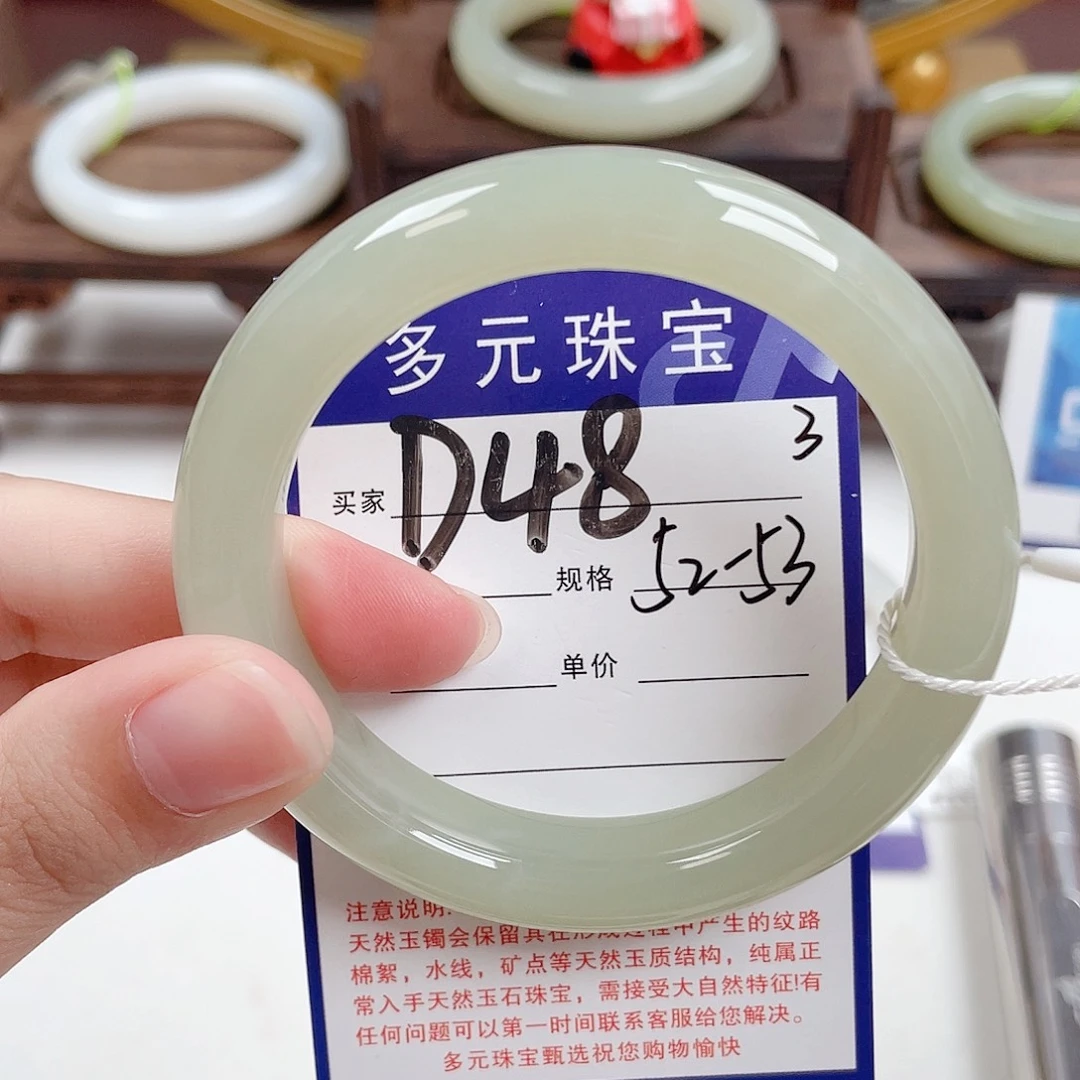 多元珠宝
3
买家 D48
规格 52-53
单价
注意说明:
天然玉镯会保留其在形成过程中产生的纹路
棉絮，水线，矿点等天然玉质结构，纯属正
常入手天然玉石珠宝，需接受大自然特征!有
任何问题可以第一时间联系客服给您解决。
多元珠宝甄选祝您购物愉快